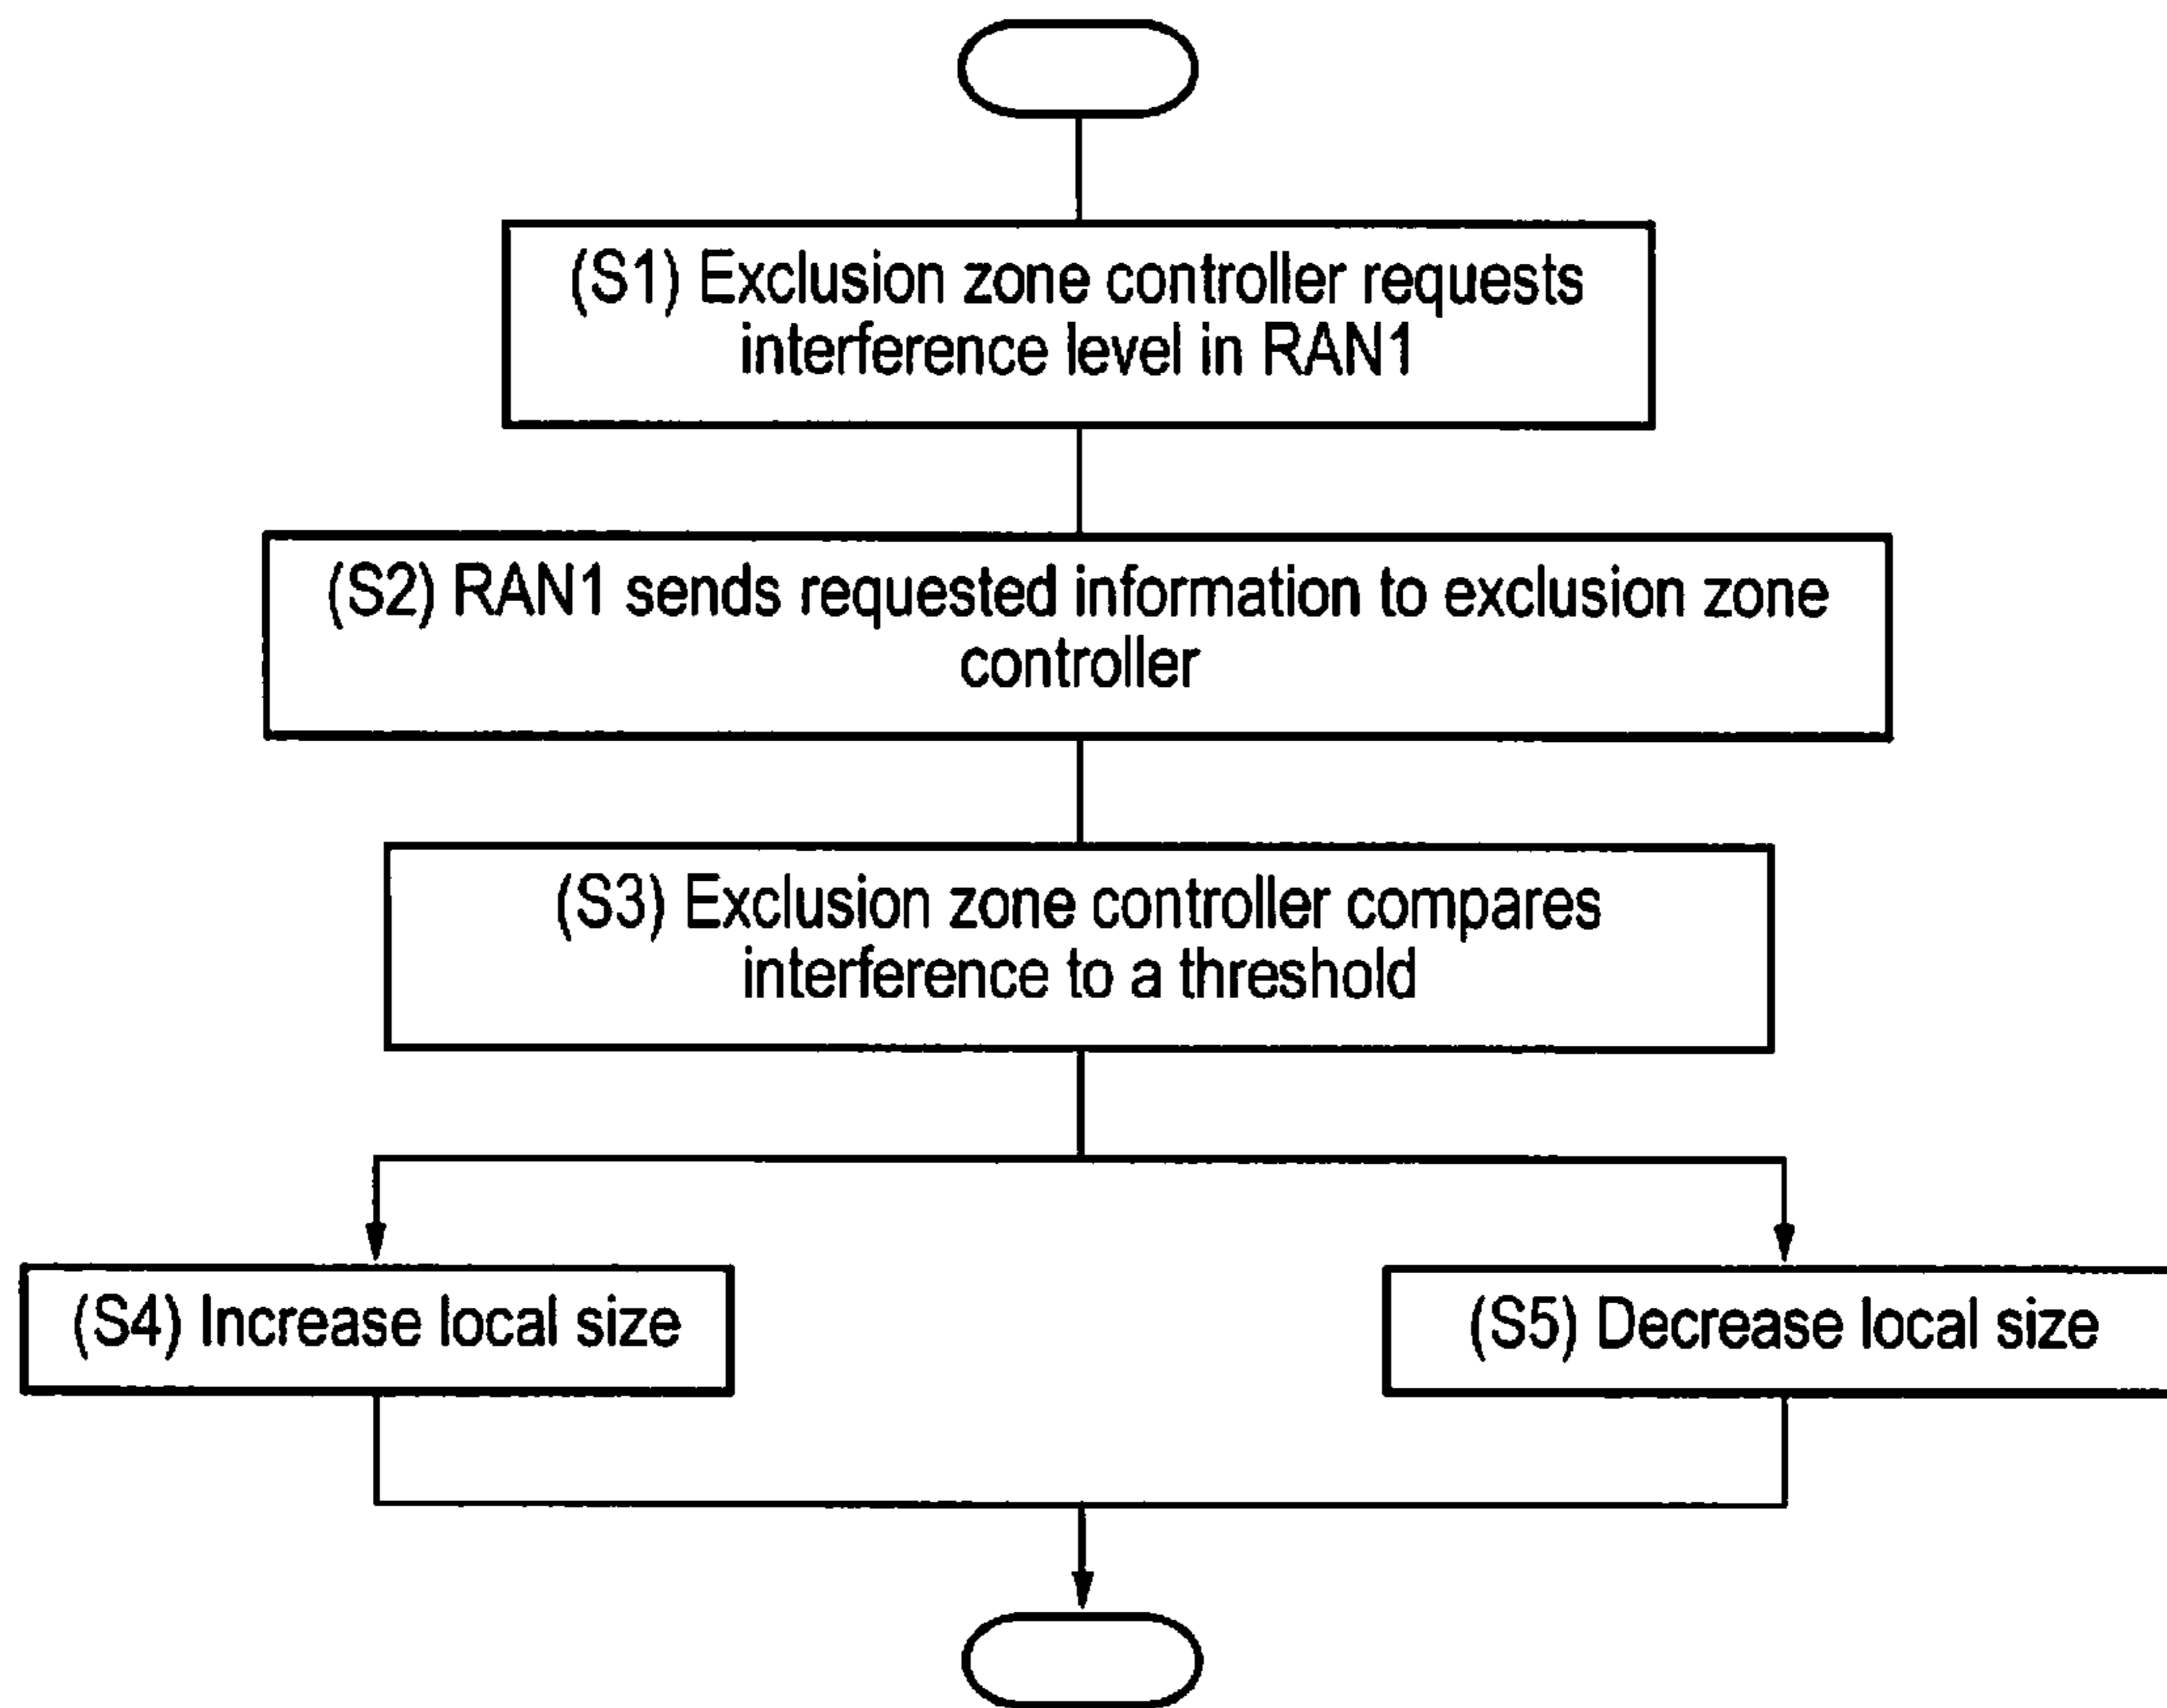 (S1) Exclusion zone controller requests
interference level in RAN1
(S2) RAN1 sends requested information to exclusion zone
controller
(S3) Exclusion zone controller compares
interference to a threshold
(S4) Increase local size
(S5) Decrease local size